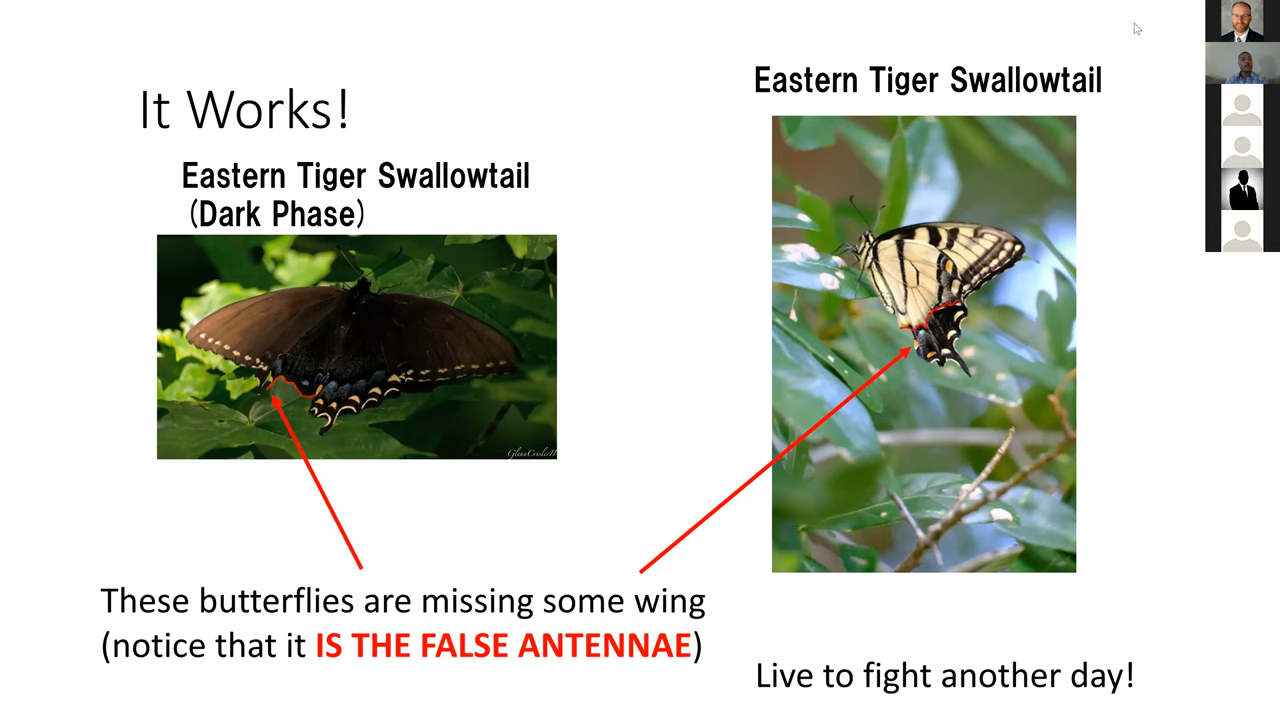 It Works!
Eastern Tiger Swallowtail
(Dark Phase)
Eastern Tiger Swallowtail
GlennCrislerII
These butterflies are missing some wing
(notice that it IS THE FALSE ANTENNAE)
Live to fight another day!